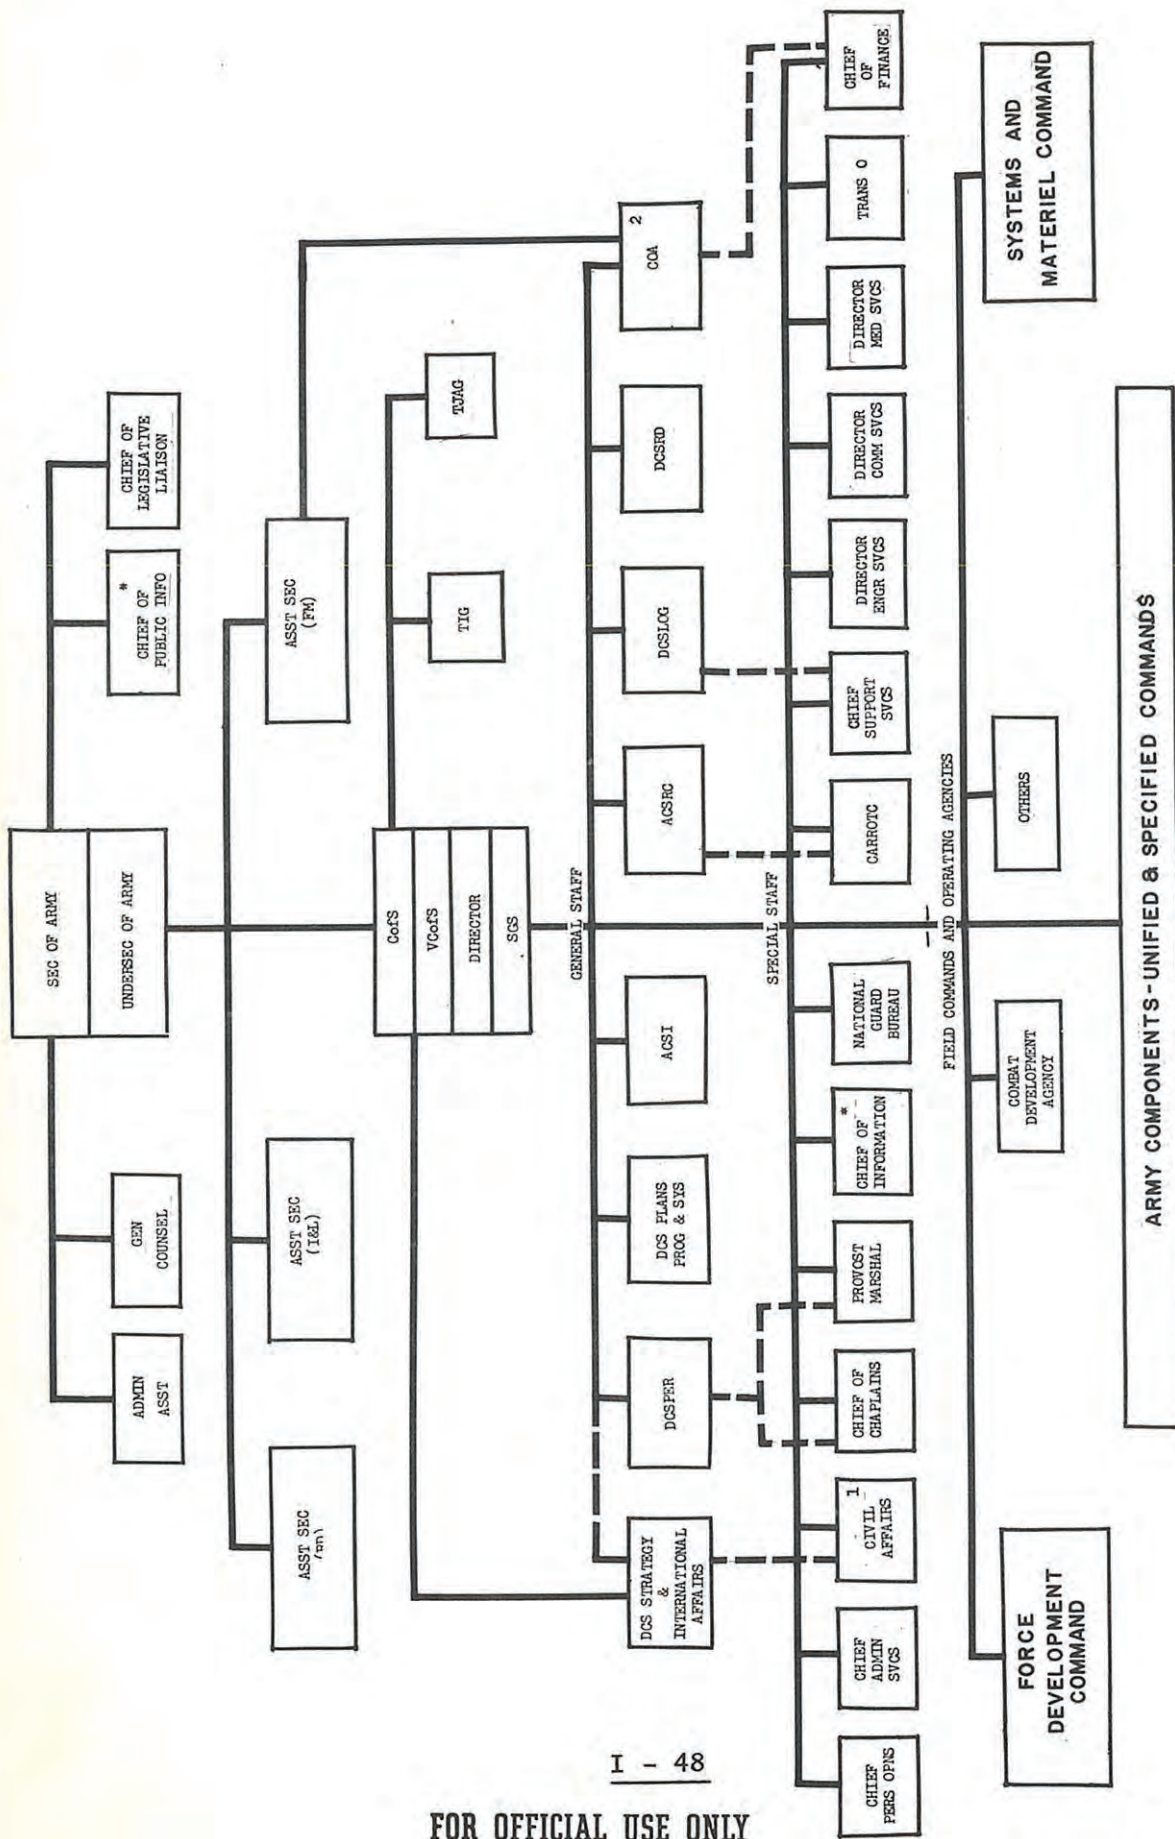 SEC OF ARMY
UNDERSEC OF ARMY
ADMIN
ASST
GEN
COUNSEL
*
CHIEF OF
PUBLIC INFO
CHIEF OF
LEGISLATIVE
LIAISON
ASST SEC
ASST SEC
(I&L)
ASST SEC
(FM)
CofS
VCofS
DIRECTOR
SGS
TIG
TJAG
GENERAL STAFF
DCS STRATEGY
&
INTERNATIONAL
AFFAIRS
DCSPER
DCS PLANS
PROG & SYS
ACSI
ACSRC
DCSLOG
DCSRD
2
COA
SPECIAL STAFF
CHIEF
PERS OPNS
CHIEF
ADMIN
SVCS
1
CIVIL
AFFAIRS
CHIEF OF
CHAPLAINS
PROVOST
MARSHAL
*
CHIEF OF
INFORMATION
NATIONAL
GUARD
BUREAU
CARROTC
CHIEF
SUPPORT
SVCS
DIRECTOR
ENGR SVCS
DIRECTOR
COMM SVCS
DIRECTOR
MED SVCS
TRANS O
CHIEF
OF
FINANCE
FIELD COMMANDS AND OPERATING AGENCIES
FORCE
DEVELOPMENT
COMMAND
COMBAT
DEVELOPMENT
AGENCY
OTHERS
SYSTEMS AND
MATERIEL COMMAND
ARMY COMPONENTS-UNIFIED & SPECIFIED COMMANDS
I - 48
FOR OFFICIAL USE ONLY